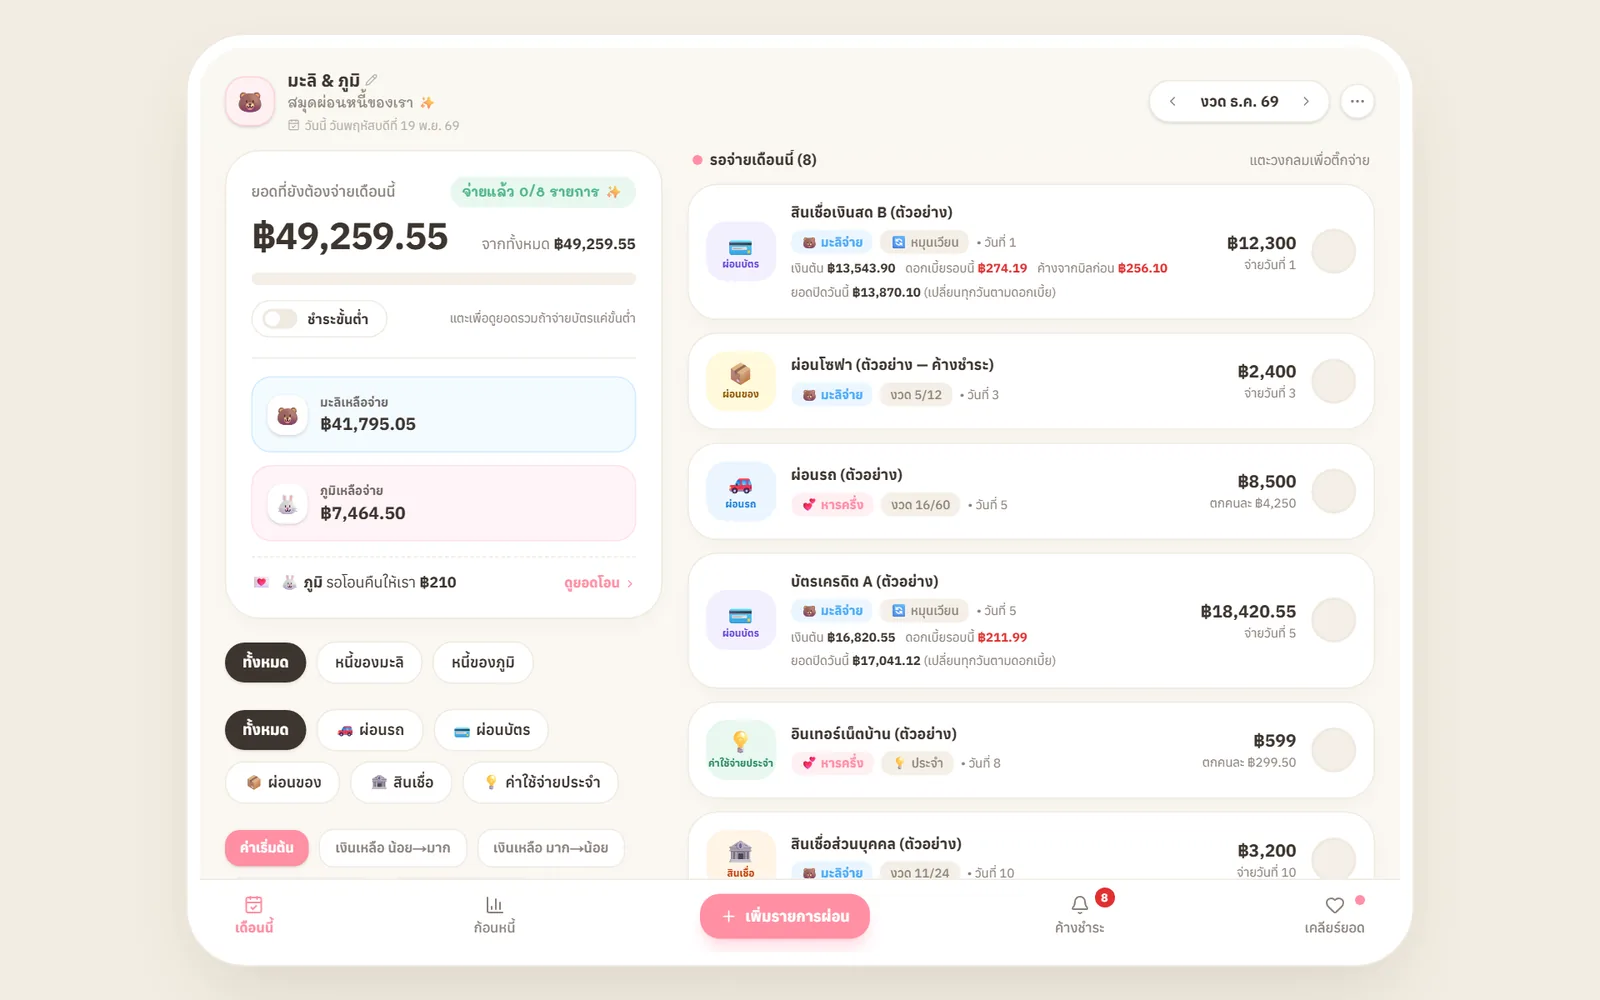 มะลิ & ภูมิ
สมุดผ่อนหนี้ของเรา ✨
วันนี้ วันพฤหัสบดีที่ 19 พ.ย. 69
งวด ธ.ค. 69
ยอดที่ยังต้องจ่ายเดือนนี้
จ่ายแล้ว 0/8 รายการ ✨
฿49,259.55
จากทั้งหมด ฿49,259.55
ชำระขั้นต่ำ
แตะเพื่อดูยอดรวมถ้าจ่ายบัตรแค่ขั้นต่ำ
มะลิเหลือจ่าย
฿41,795.05
ภูมิเหลือจ่าย
฿7,464.50
ภูมิ รอโอนคืนให้เรา ฿210
ดูยอดโอน
ทั้งหมด
หนี้ของมะลิ
หนี้ของภูมิ
ทั้งหมด
ผ่อนรถ
ผ่อนบัตร
ผ่อนของ
สินเชื่อ
ค่าใช้จ่ายประจำ
ค่าเริ่มต้น
เงินเหลือ น้อย→มาก
เงินเหลือ มาก→น้อย
รอจ่ายเดือนนี้ (8)
แตะวงกลมเพื่อติ๊กจ่าย
ผ่อนบัตร
สินเชื่อเงินสด B (ตัวอย่าง)
มะลิจ่าย หมุนเวียน • วันที่ 1
เงินต้น ฿13,543.90 ดอกเบี้ยรอบนี้ ฿274.19 ค้างจากบิลก่อน ฿256.10
ยอดปิดวันนี้ ฿13,870.10 (เปลี่ยนทุกวันตามดอกเบี้ย)
฿12,300
จ่ายวันที่ 1
ผ่อนของ
ผ่อนโซฟา (ตัวอย่าง — ค้างชำระ)
มะลิจ่าย งวด 5/12 • วันที่ 3
฿2,400
จ่ายวันที่ 3
ผ่อนรถ
ผ่อนรถ (ตัวอย่าง)
หารครึ่ง งวด 16/60 • วันที่ 5
฿8,500
ตกคนละ ฿4,250
ผ่อนบัตร
บัตรเครดิต A (ตัวอย่าง)
มะลิจ่าย หมุนเวียน • วันที่ 5
เงินต้น ฿16,820.55 ดอกเบี้ยรอบนี้ ฿211.99
ยอดปิดวันนี้ ฿17,041.12 (เปลี่ยนทุกวันตามดอกเบี้ย)
฿18,420.55
จ่ายวันที่ 5
ค่าใช้จ่ายประจำ
อินเทอร์เน็ตบ้าน (ตัวอย่าง)
หารครึ่ง ประจำ • วันที่ 8
฿599
ตกคนละ ฿299.50
สินเชื่อ
สินเชื่อส่วนบุคคล (ตัวอย่าง)
มะลิจ่าย งวด 11/24 • วันที่ 10
฿3,200
จ่ายวันที่ 10
เดือนนี้
ก้อนหนี้
+ เพิ่มรายการผ่อน
8
ค้างชำระ
เคลียร์ยอด